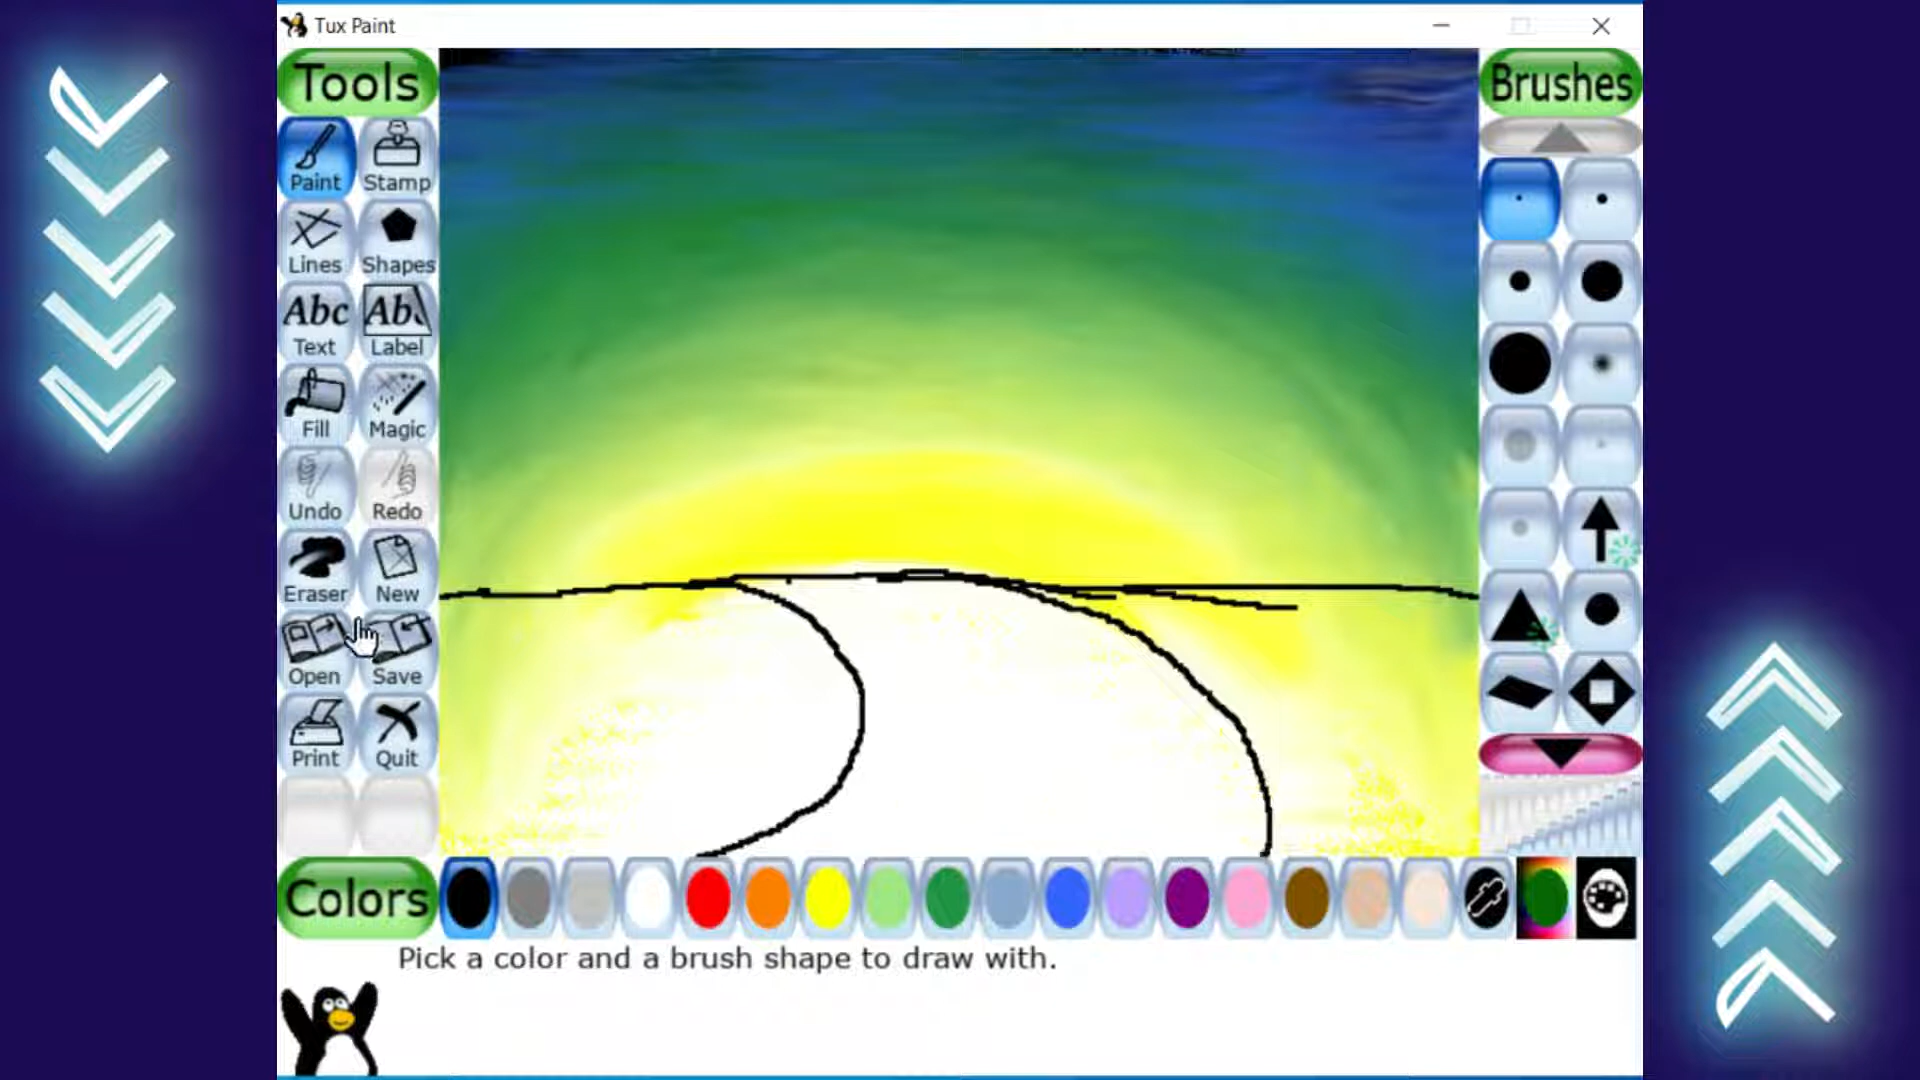 Tux Paint
Tools
Brushes
Paint
Stamp
Lines
Shapes
Abc
Abc
Text
Label
Fill
Magic
Undo
Redo
Eraser
New
Open
Save
Print
Quit
Colors
Pick a color and a brush shape to draw with.